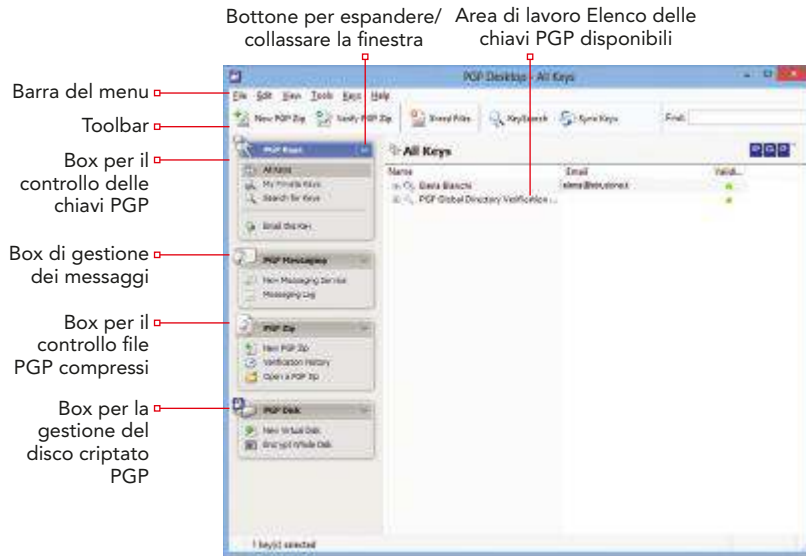 Bottone per espandere/
collassare la finestra
Area di lavoro Elenco delle
chiavi PGP disponibili
Barra del menu
Toolbar
Box per il
controllo delle
chiavi PGP
Box di gestione
dei messaggi
Box per il
controllo file
PGP compressi
Box per la
gestione del
disco criptato
PGP
PGP Desktop - All Keys
File Edit View Tools Keys Help
New PGP Zip Verify PGP Zip Shred Files Key Search Sync Keys Find:
PGP Keys
All Keys
My Private Keys
Search for Keys
Email this Key
PGP Messaging
New Messaging Service
Messaging Log
PGP Zip
New PGP Zip
Verification History
Open a PGP Zip
PGP Disk
New Virtual Disk
Encrypt Whole Disk
All Keys
Name Email Validi...
Elena Bianchi
PGP Global Directory Verification ...
1 key(s) selected